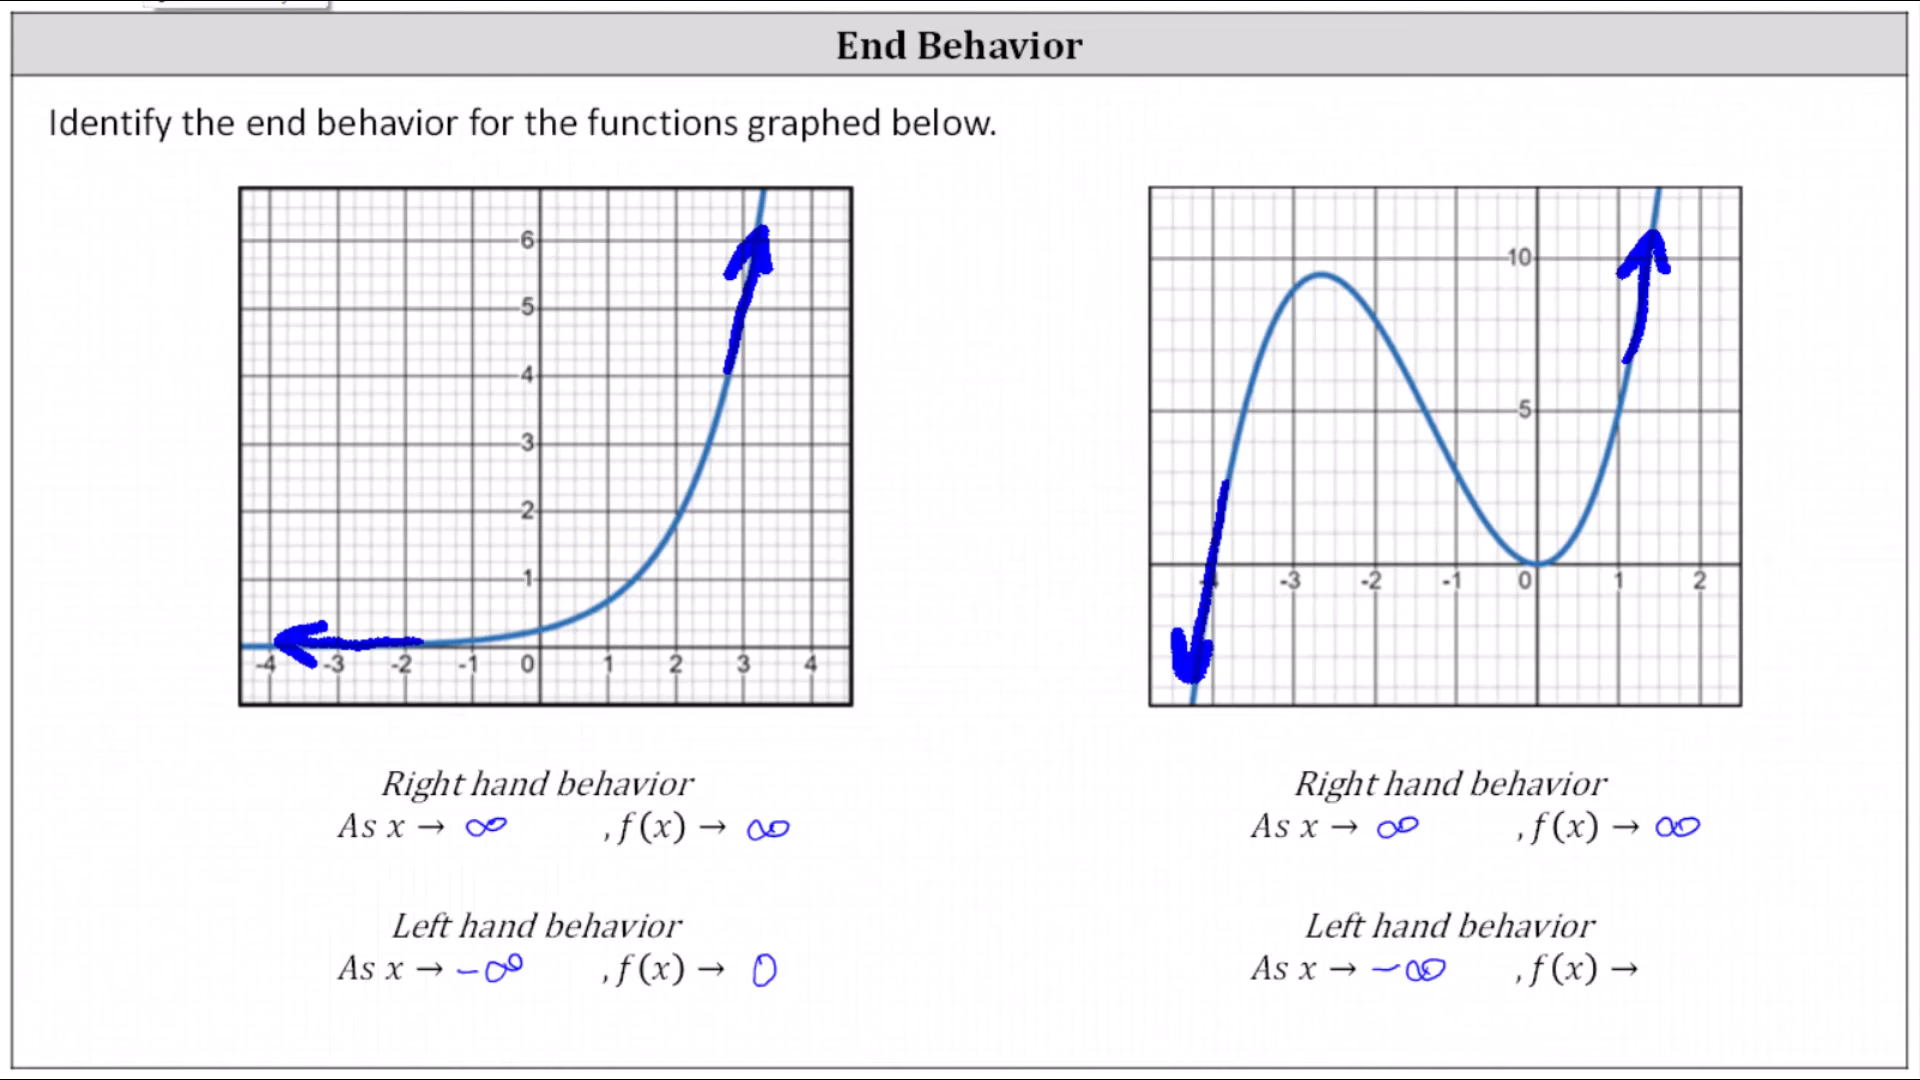 End Behavior
Identify the end behavior for the functions graphed below.
6
5
4
3
2
1
-4 -3 -2 -1 0 1 2 3 4
10
5
-3 -2 -1 0 1 2
Right hand behavior
As x → ∞ , f(x) → ∞
Left hand behavior
As x → -∞ , f(x) → 0
Right hand behavior
As x → ∞ , f(x) → ∞
Left hand behavior
As x → -∞ , f(x) →